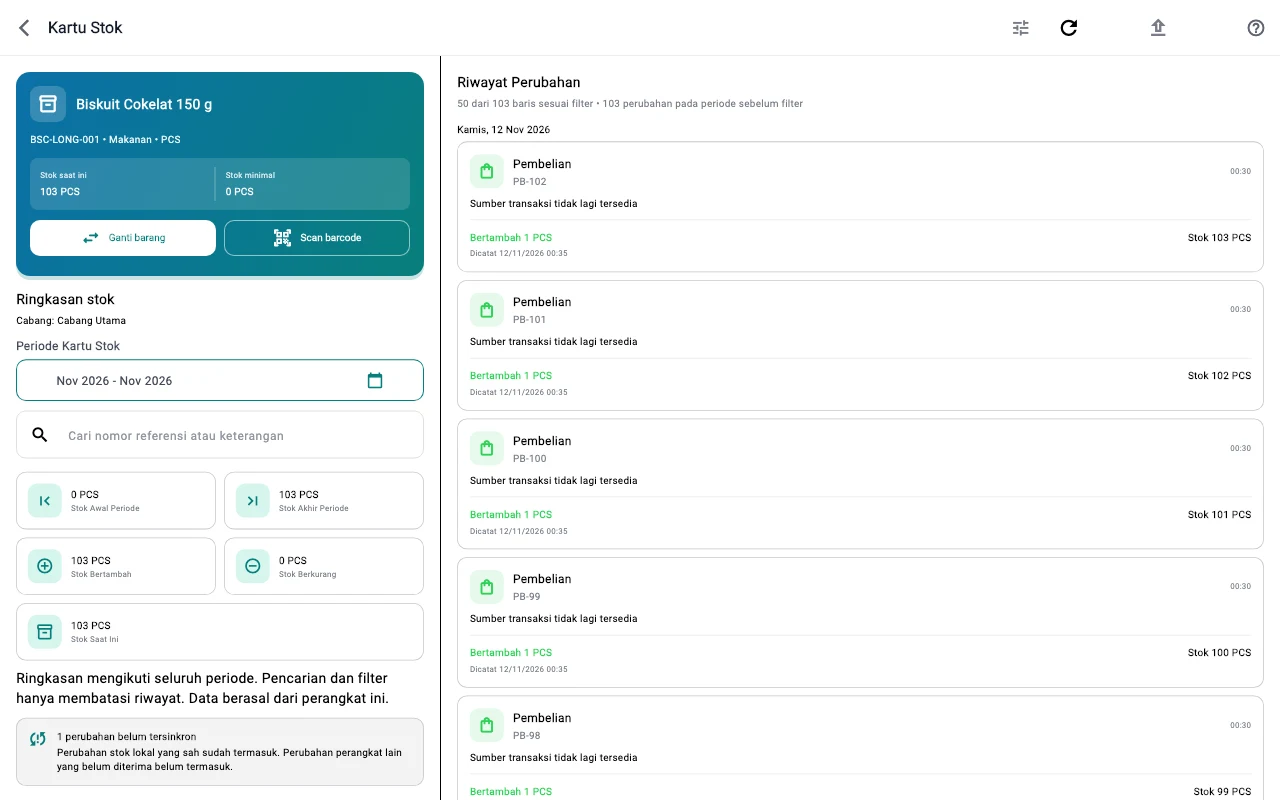 Kartu Stok
Biskuit Cokelat 150 g
BSC-LONG-001 • Makanan • PCS
Stok saat ini
103 PCS
Stok minimal
0 PCS
Ganti barang
Scan barcode
Ringkasan stok
Cabang: Cabang Utama
Periode Kartu Stok
Nov 2026 - Nov 2026
Cari nomor referensi atau keterangan
0 PCS
Stok Awal Periode
103 PCS
Stok Akhir Periode
103 PCS
Stok Bertambah
0 PCS
Stok Berkurang
103 PCS
Stok Saat Ini
Ringkasan mengikuti seluruh periode. Pencarian dan filter
hanya membatasi riwayat. Data berasal dari perangkat ini.
1 perubahan belum tersinkron
Perubahan stok lokal yang sah sudah termasuk. Perubahan perangkat lain
yang belum diterima belum termasuk.
Riwayat Perubahan
50 dari 103 baris sesuai filter • 103 perubahan pada periode sebelum filter
Kamis, 12 Nov 2026
Pembelian
PB-102
00:30
Sumber transaksi tidak lagi tersedia
Bertambah 1 PCS
Stok 103 PCS
Dicatat 12/11/2026 00:35
Pembelian
PB-101
00:30
Sumber transaksi tidak lagi tersedia
Bertambah 1 PCS
Stok 102 PCS
Dicatat 12/11/2026 00:35
Pembelian
PB-100
00:30
Sumber transaksi tidak lagi tersedia
Bertambah 1 PCS
Stok 101 PCS
Dicatat 12/11/2026 00:35
Pembelian
PB-99
00:30
Sumber transaksi tidak lagi tersedia
Bertambah 1 PCS
Stok 100 PCS
Dicatat 12/11/2026 00:35
Pembelian
PB-98
00:30
Sumber transaksi tidak lagi tersedia
Bertambah 1 PCS
Stok 99 PCS